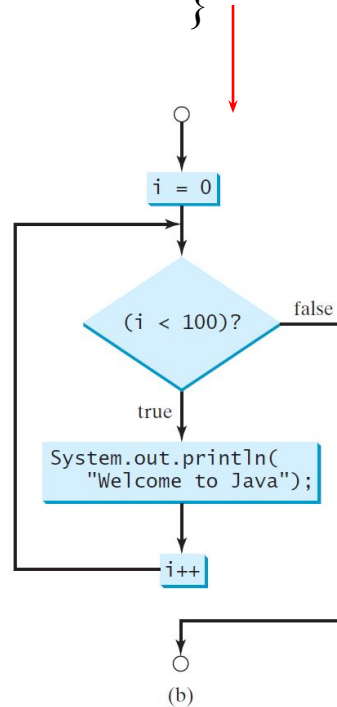 }
i = 0
(i < 100)?
false
true
System.out.println(
"Welcome to Java");
i++
(b)